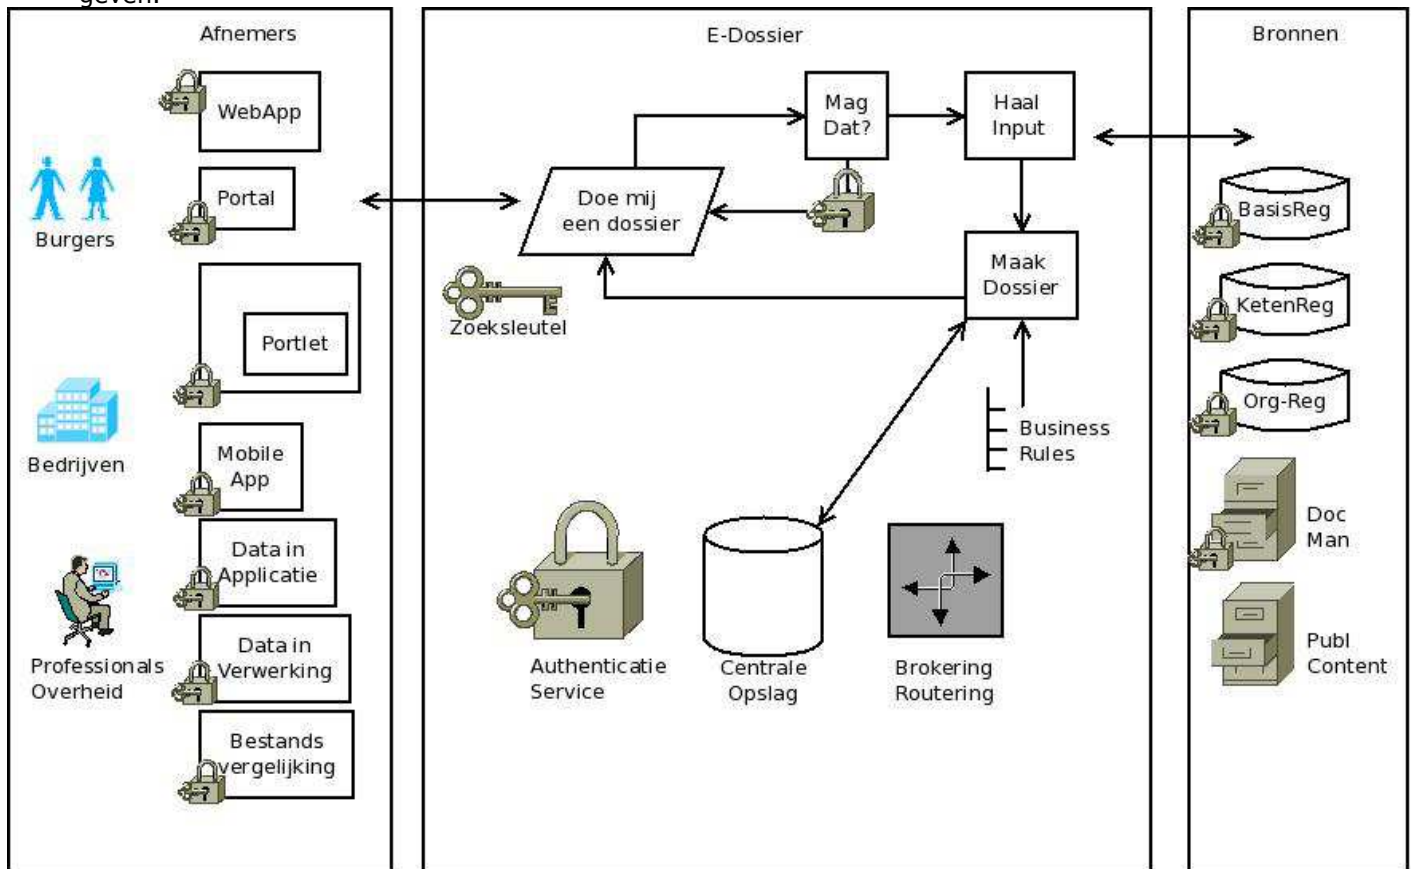 geven.
Afnemers
WebApp
Portal
Portlet
Mobile
App
Data in
Applicatie
Data in
Verwerking
Bestands
vergelijking
Burgers
Bedrijven
Professionals
Overheid
E-Dossier
Mag
Dat?
Haal
Input
Doe mij
een dossier
Maak
Dossier
Zoeksleutel
Business
Rules
Authenticatie
Service
Centrale
Opslag
Brokering
Routering
Bronnen
BasisReg
KetenReg
Org-Reg
Doc
Man
Publ
Content